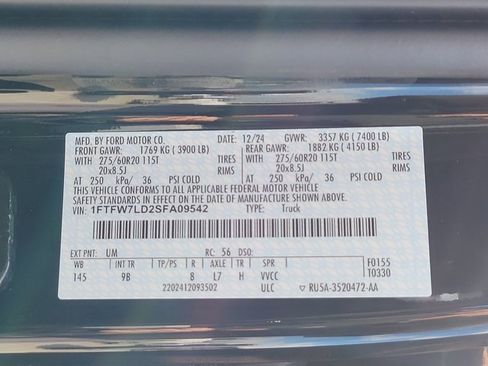 MFD. BY FORD MOTOR CO. 12/24 GVWR: 3357 KG ( 7400 LB)
FRONT GAWR: 1769 KG ( 3900 LB) REAR GAWR: 1882 KG ( 4150 LB)
WITH 275/60R20 115T TIRES WITH 275/60R20 115T TIRES
20x8.5J RIMS 20x8.5J RIMS
AT 250 kPa/ 36 PSI COLD AT 250 kPa/ 36 PSI COLD
THIS VEHICLE CONFORMS TO ALL APPLICABLE FEDERAL MOTOR VEHICLE
SAFETY STANDARDS IN EFFECT ON THE DATE OF MANUFACTURE SHOWN ABOVE.
VIN: 1FTFW7LD2SFA09542 TYPE: Truck
EXT PNT: UM RC: 56 DSO:
WB INT TR TP/PS R AXLE TR SPR F0155
145 9B 8 L7 H VVCC T0330
2202412093502 ULC ▽ RU5A-3520472-AA